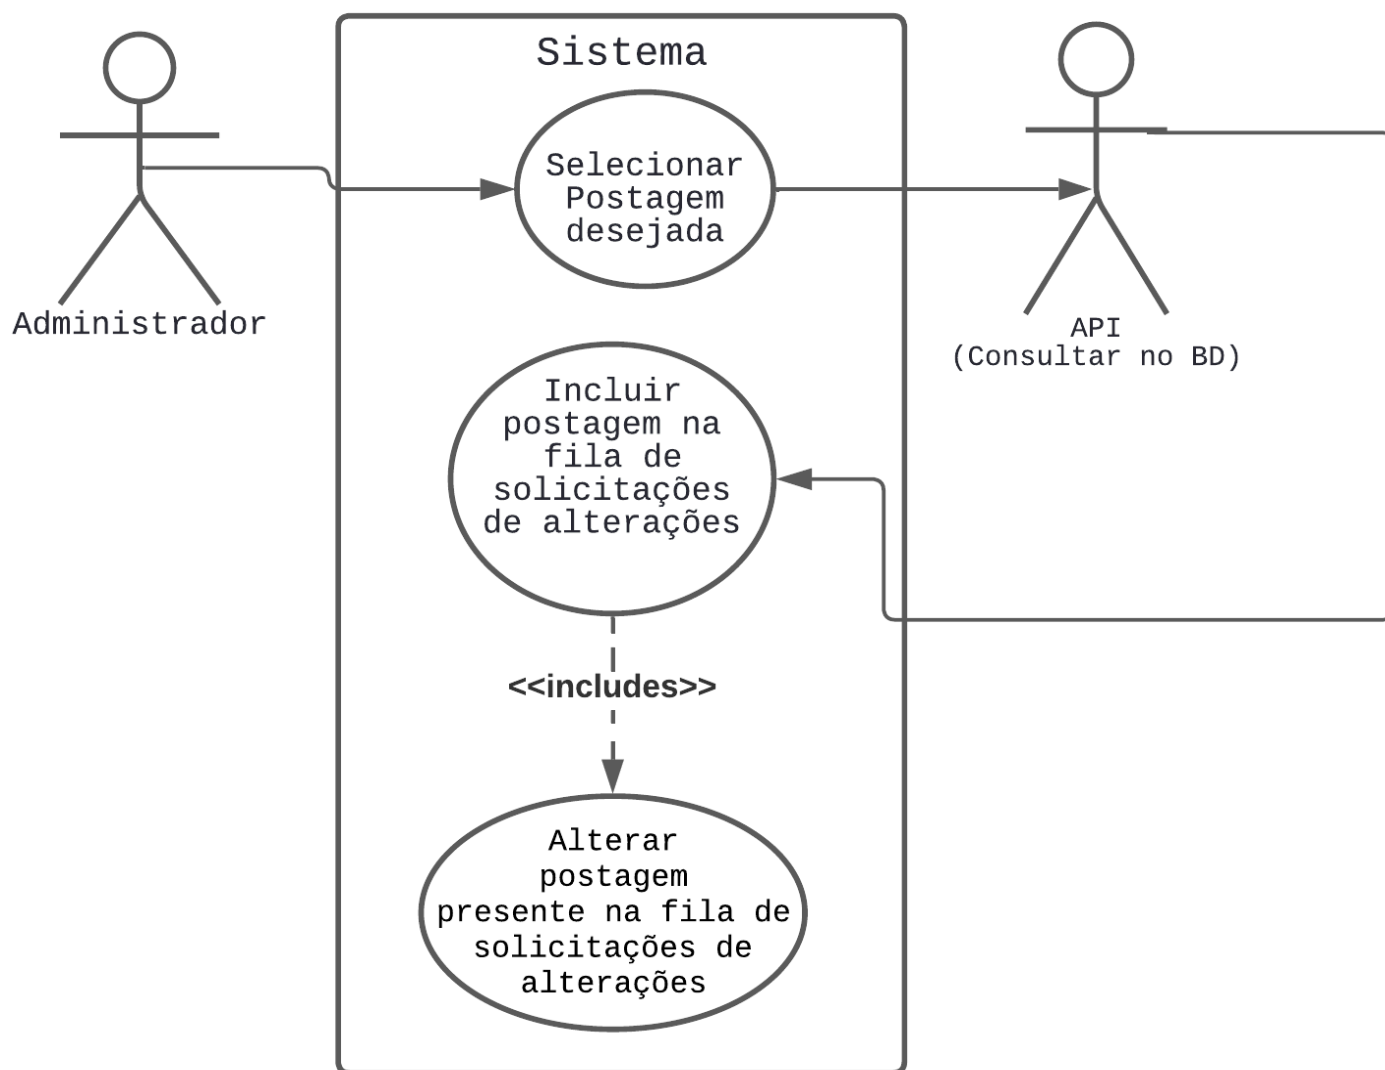 Sistema
Selecionar
Postagem
desejada
Administrador
API
(Consultar no BD)
Incluir
postagem na
fila de
solicitações
de alterações
<<includes>>
Alterar
postagem
presente na fila de
solicitações de
alterações